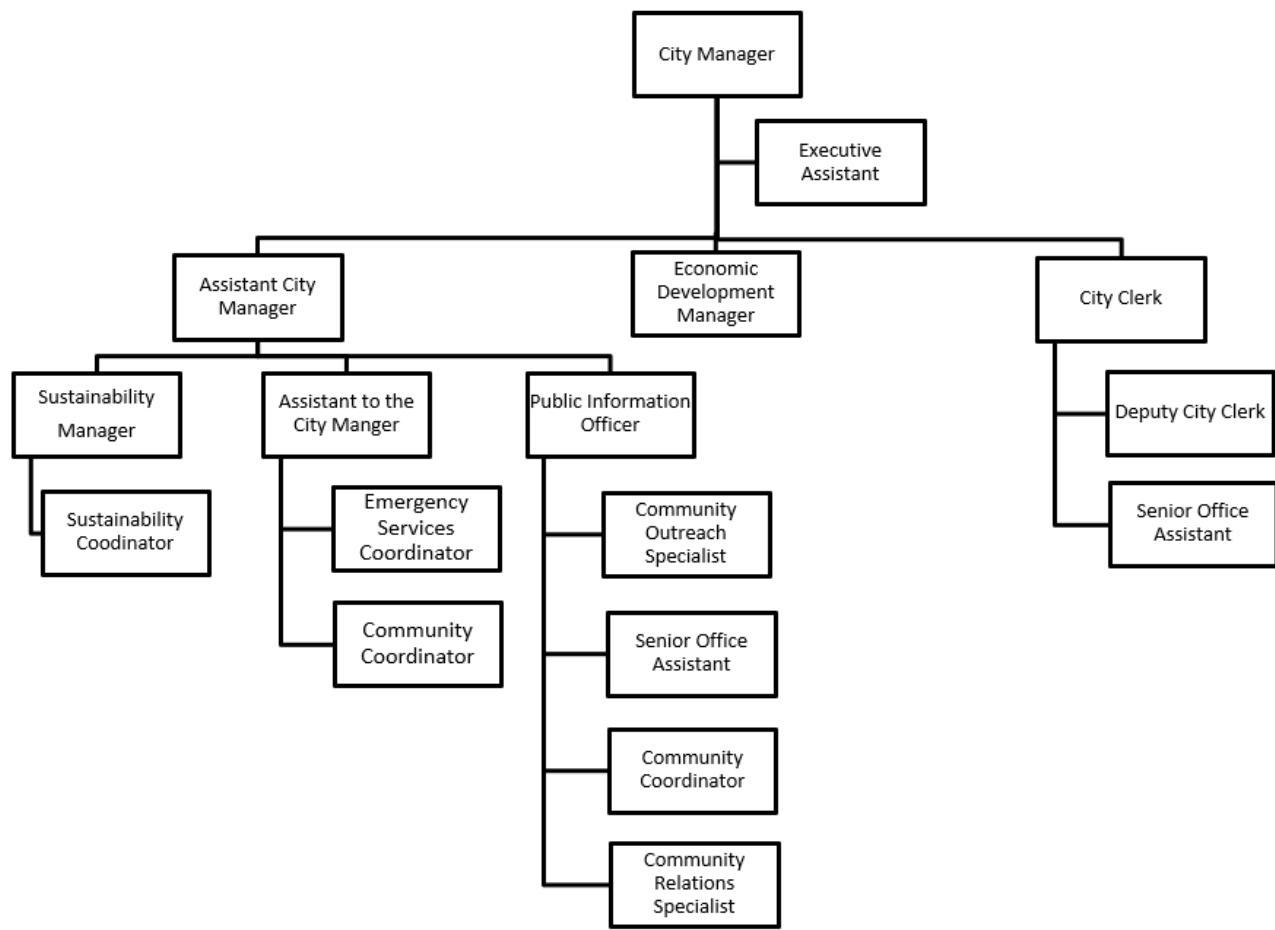 City Manager
Executive
Assistant
Assistant City
Manager
Economic
Development
Manager
City Clerk
Sustainability
Manager
Assistant to the
City Manger
Public Information
Officer
Deputy City Clerk
Sustainability
Coodinator
Emergency
Services
Coordinator
Community
Outreach
Specialist
Senior Office
Assistant
Community
Coordinator
Senior Office
Assistant
Community
Coordinator
Community
Relations
Specialist